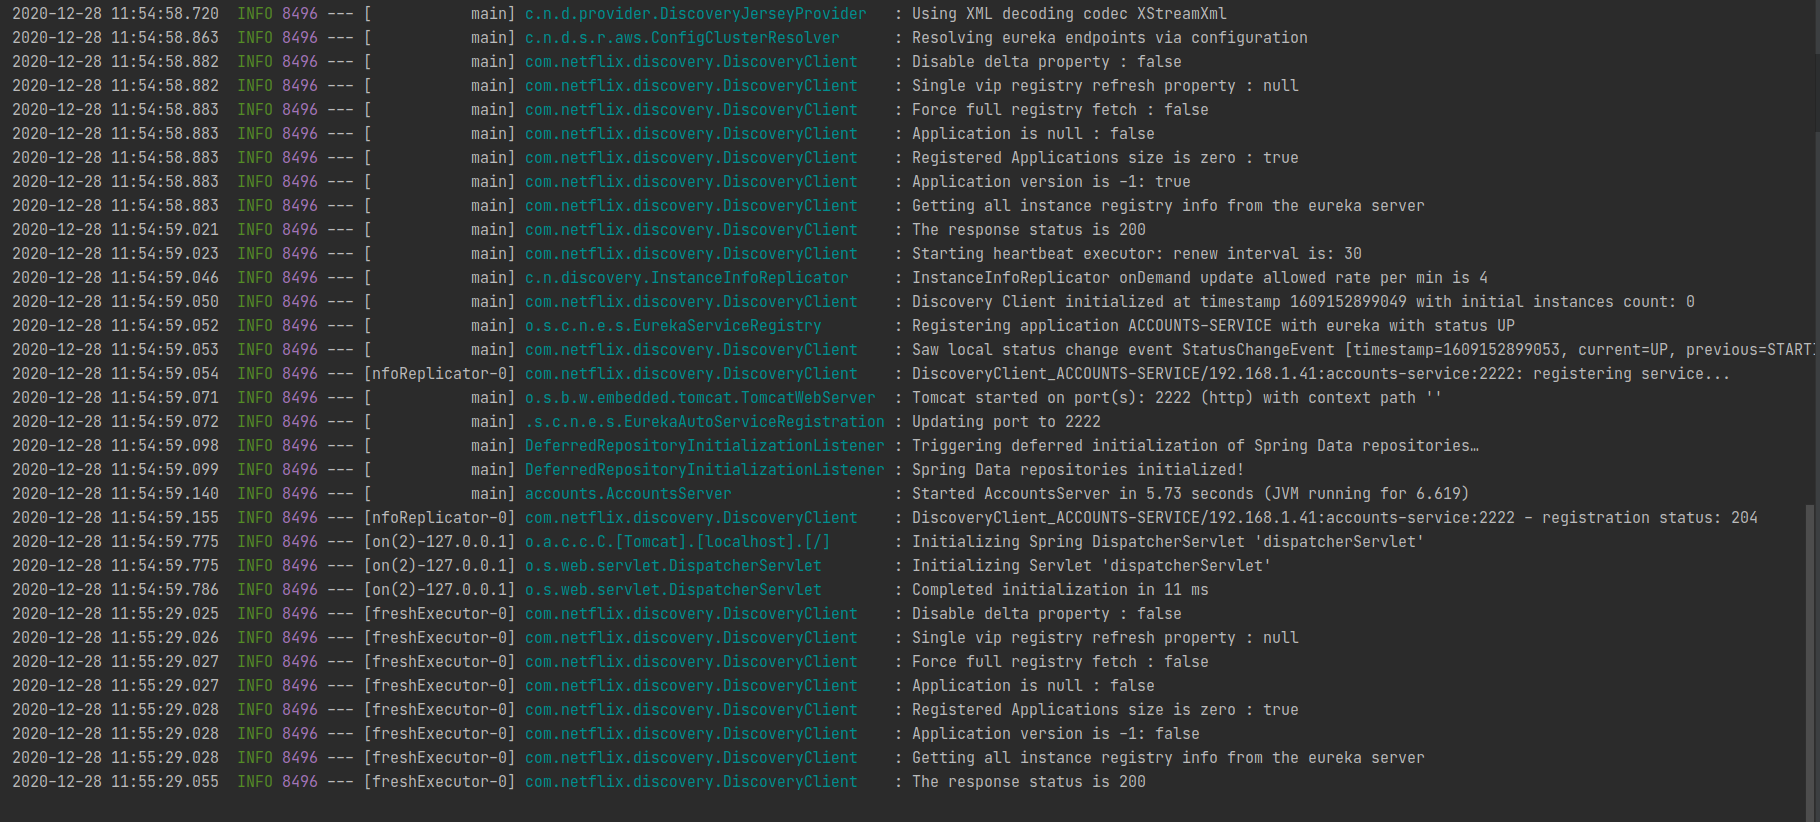 2020-12-28 11:54:58.720  INFO 8496 --- [           main] c.n.d.provider.DiscoveryJerseyProvider   : Using XML decoding codec XStreamXml
2020-12-28 11:54:58.863  INFO 8496 --- [           main] c.n.d.s.r.aws.ConfigClusterResolver      : Resolving eureka endpoints via configuration
2020-12-28 11:54:58.882  INFO 8496 --- [           main] com.netflix.discovery.DiscoveryClient    : Disable delta property : false
2020-12-28 11:54:58.882  INFO 8496 --- [           main] com.netflix.discovery.DiscoveryClient    : Single vip registry refresh property : null
2020-12-28 11:54:58.883  INFO 8496 --- [           main] com.netflix.discovery.DiscoveryClient    : Force full registry fetch : false
2020-12-28 11:54:58.883  INFO 8496 --- [           main] com.netflix.discovery.DiscoveryClient    : Application is null : false
2020-12-28 11:54:58.883  INFO 8496 --- [           main] com.netflix.discovery.DiscoveryClient    : Registered Applications size is zero : true
2020-12-28 11:54:58.883  INFO 8496 --- [           main] com.netflix.discovery.DiscoveryClient    : Application version is -1: true
2020-12-28 11:54:58.883  INFO 8496 --- [           main] com.netflix.discovery.DiscoveryClient    : Getting all instance registry info from the eureka server
2020-12-28 11:54:59.021  INFO 8496 --- [           main] com.netflix.discovery.DiscoveryClient    : The response status is 200
2020-12-28 11:54:59.023  INFO 8496 --- [           main] com.netflix.discovery.DiscoveryClient    : Starting heartbeat executor: renew interval is: 30
2020-12-28 11:54:59.046  INFO 8496 --- [           main] c.n.discovery.InstanceInfoReplicator     : InstanceInfoReplicator onDemand update allowed rate per min is 4
2020-12-28 11:54:59.050  INFO 8496 --- [           main] com.netflix.discovery.DiscoveryClient    : Discovery Client initialized at timestamp 1609152899049 with initial instances count: 0
2020-12-28 11:54:59.052  INFO 8496 --- [           main] o.s.c.n.e.s.EurekaServiceRegistry        : Registering application ACCOUNTS-SERVICE with eureka with status UP
2020-12-28 11:54:59.053  INFO 8496 --- [           main] com.netflix.discovery.DiscoveryClient    : Saw local status change event StatusChangeEvent [timestamp=1609152899053, current=UP, previous=STARTI
2020-12-28 11:54:59.054  INFO 8496 --- [nfoReplicator-0] com.netflix.discovery.DiscoveryClient    : DiscoveryClient_ACCOUNTS-SERVICE/192.168.1.41:accounts-service:2222: registering service...
2020-12-28 11:54:59.071  INFO 8496 --- [           main] o.s.b.w.embedded.tomcat.TomcatWebServer  : Tomcat started on port(s): 2222 (http) with context path ''
2020-12-28 11:54:59.072  INFO 8496 --- [           main] .s.c.n.e.s.EurekaAutoServiceRegistration : Updating port to 2222
2020-12-28 11:54:59.098  INFO 8496 --- [           main] DeferredRepositoryInitializationListener : Triggering deferred initialization of Spring Data repositories…
2020-12-28 11:54:59.099  INFO 8496 --- [           main] DeferredRepositoryInitializationListener : Spring Data repositories initialized!
2020-12-28 11:54:59.140  INFO 8496 --- [           main] accounts.AccountsServer                  : Started AccountsServer in 5.73 seconds (JVM running for 6.619)
2020-12-28 11:54:59.155  INFO 8496 --- [nfoReplicator-0] com.netflix.discovery.DiscoveryClient    : DiscoveryClient_ACCOUNTS-SERVICE/192.168.1.41:accounts-service:2222 - registration status: 204
2020-12-28 11:54:59.775  INFO 8496 --- [on(2)-127.0.0.1] o.a.c.c.C.[Tomcat].[localhost].[/]       : Initializing Spring DispatcherServlet 'dispatcherServlet'
2020-12-28 11:54:59.775  INFO 8496 --- [on(2)-127.0.0.1] o.s.web.servlet.DispatcherServlet        : Initializing Servlet 'dispatcherServlet'
2020-12-28 11:54:59.786  INFO 8496 --- [on(2)-127.0.0.1] o.s.web.servlet.DispatcherServlet        : Completed initialization in 11 ms
2020-12-28 11:55:29.025  INFO 8496 --- [freshExecutor-0] com.netflix.discovery.DiscoveryClient    : Disable delta property : false
2020-12-28 11:55:29.026  INFO 8496 --- [freshExecutor-0] com.netflix.discovery.DiscoveryClient    : Single vip registry refresh property : null
2020-12-28 11:55:29.027  INFO 8496 --- [freshExecutor-0] com.netflix.discovery.DiscoveryClient    : Force full registry fetch : false
2020-12-28 11:55:29.027  INFO 8496 --- [freshExecutor-0] com.netflix.discovery.DiscoveryClient    : Application is null : false
2020-12-28 11:55:29.028  INFO 8496 --- [freshExecutor-0] com.netflix.discovery.DiscoveryClient    : Registered Applications size is zero : true
2020-12-28 11:55:29.028  INFO 8496 --- [freshExecutor-0] com.netflix.discovery.DiscoveryClient    : Application version is -1: false
2020-12-28 11:55:29.028  INFO 8496 --- [freshExecutor-0] com.netflix.discovery.DiscoveryClient    : Getting all instance registry info from the eureka server
2020-12-28 11:55:29.055  INFO 8496 --- [freshExecutor-0] com.netflix.discovery.DiscoveryClient    : The response status is 200